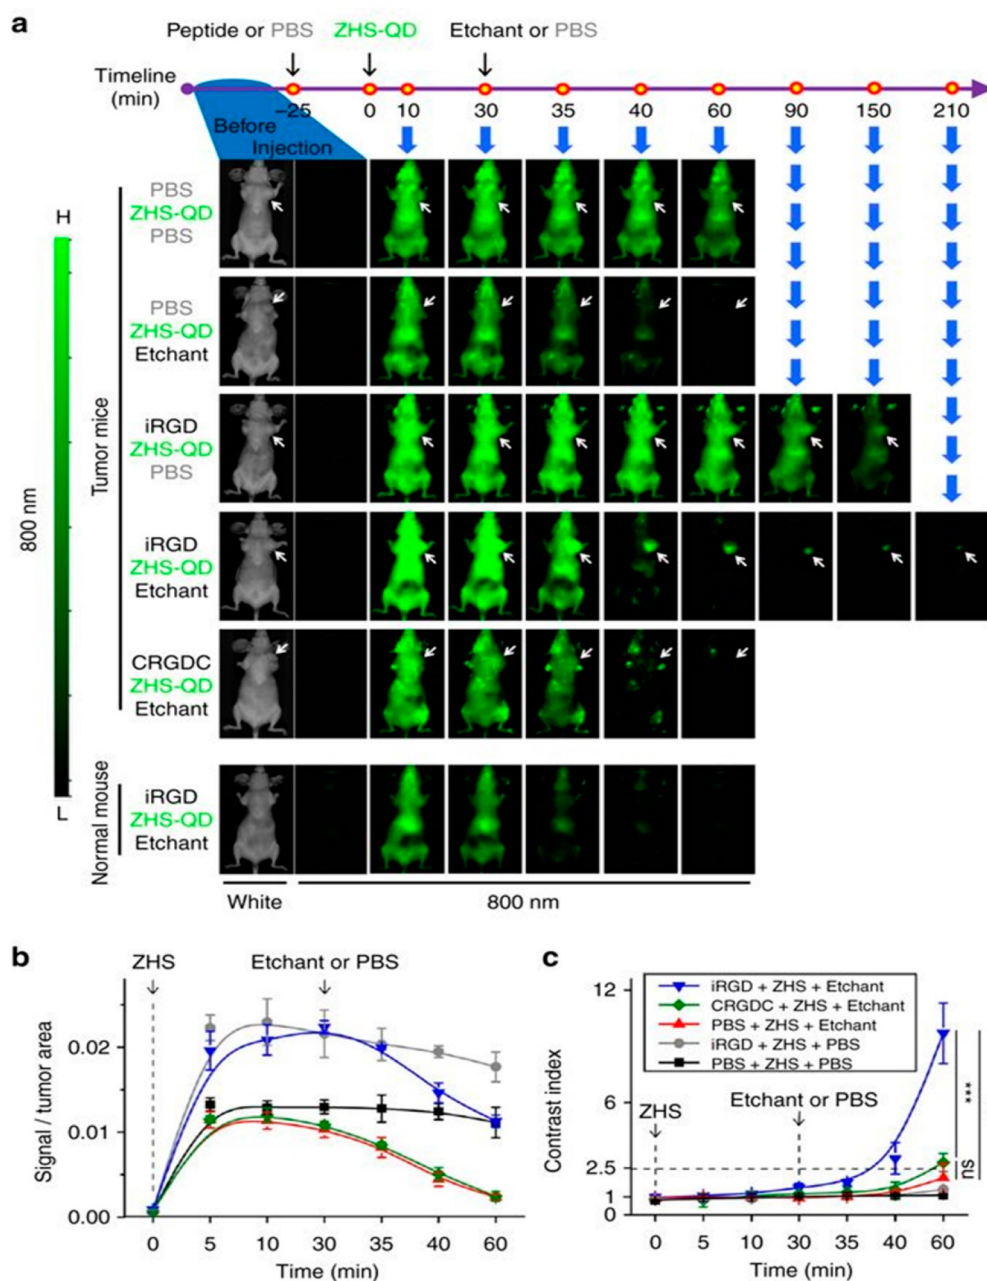 a
Peptide or PBS ZHS-QD Etchant or PBS
Timeline
(min)
−25 0 10 30 35 40 60 90 150 210
Before
Injection
H
L
800 nm
Tumor mice
PBS
ZHS-QD
PBS
PBS
ZHS-QD
Etchant
iRGD
ZHS-QD
PBS
iRGD
ZHS-QD
Etchant
CRGDC
ZHS-QD
Etchant
Normal mouse
iRGD
ZHS-QD
Etchant
White 800 nm
b
ZHS Etchant or PBS
Signal / tumor area
0.02
0.01
0.00
0 5 10 30 35 40 60
Time (min)
c
iRGD + ZHS + Etchant
CRGDC + ZHS + Etchant
PBS + ZHS + Etchant
iRGD + ZHS + PBS
PBS + ZHS + PBS
ZHS
Etchant or PBS
***
ns
Contrast index
12
6
2.5
1
0
0 5 10 30 35 40 60
Time (min)